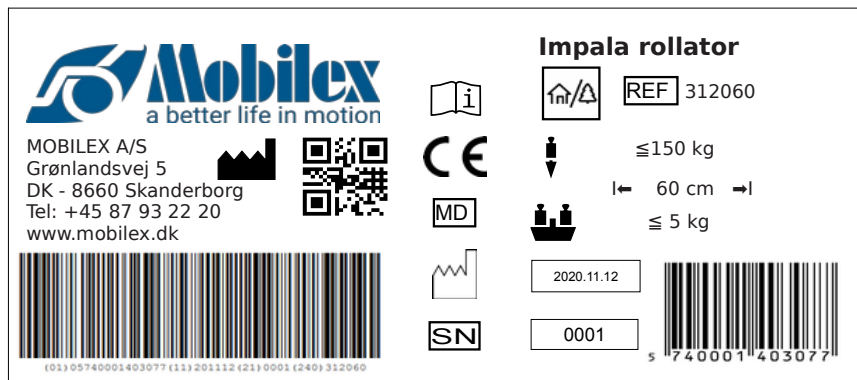 Mobilex
a better life in motion
MOBILEX A/S
Grønlandsvej 5
DK - 8660 Skanderborg
Tel: +45 87 93 22 20
www.mobilex.dk
(01) 05740001403077 (11) 201112 (21) 0001 (240) 312060
i
CE
MD
SN
Impala rollator
REF 312060
≦150 kg
60 cm
≦ 5 kg
2020.11.12
0001
5 740001 403077